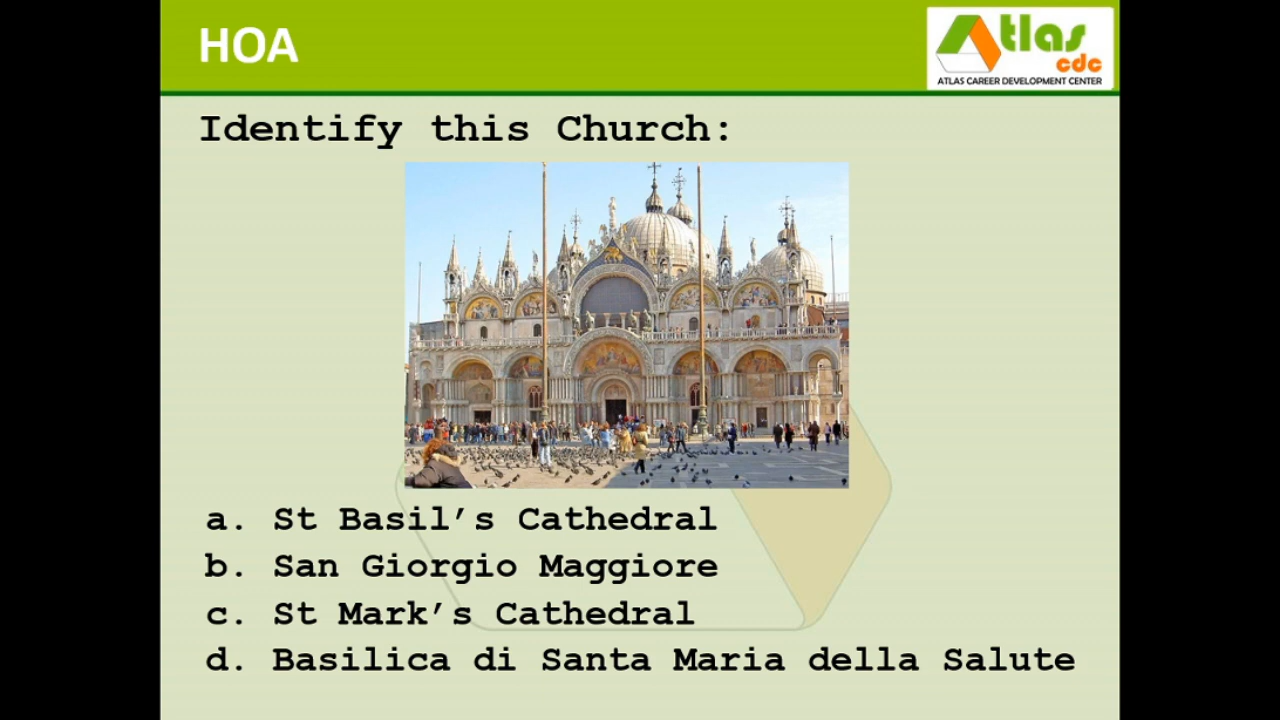 HOA
Atlas
cdc
ATLAS CAREER DEVELOPMENT CENTER
Identify this Church:
a. St Basil’s Cathedral
b. San Giorgio Maggiore
c. St Mark’s Cathedral
d. Basilica di Santa Maria della Salute